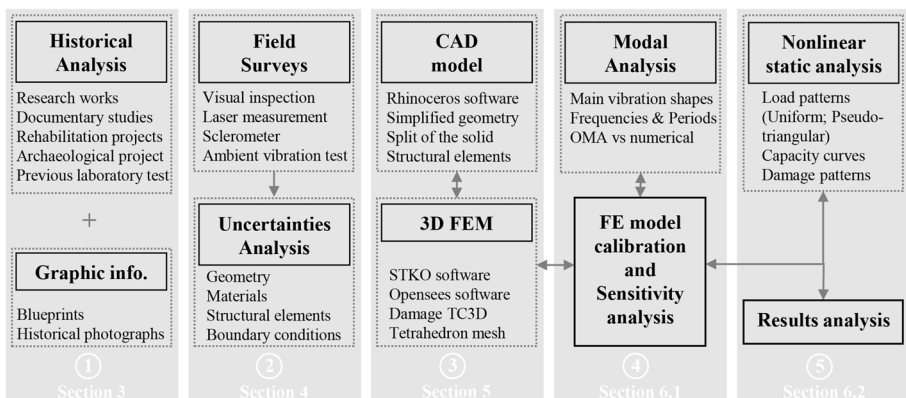 Historical
Analysis
Research works
Documentary studies
Rehabilitation projects
Archaeological project
Previous laboratory test
+
Graphic info.
Blueprints
Historical photographs
1
Section 3
Field
Surveys
Visual inspection
Laser measurement
Sclerometer
Ambient vibration test
Uncertainties
Analysis
Geometry
Materials
Structural elements
Boundary conditions
2
Section 4
CAD
model
Rhinoceros software
Simplified geometry
Split of the solid
Structural elements
3D FEM
STKO software
Opensees software
Damage TC3D
Tetrahedron mesh
3
Section 5
Modal
Analysis
Main vibration shapes
Frequencies & Periods
OMA vs numerical
FE model
calibration
and
Sensitivity
analysis
4
Section 6.1
Nonlinear
static analysis
Load patterns
(Uniform; Pseudo-
triangular)
Capacity curves
Damage patterns
Results analysis
5
Section 6.2